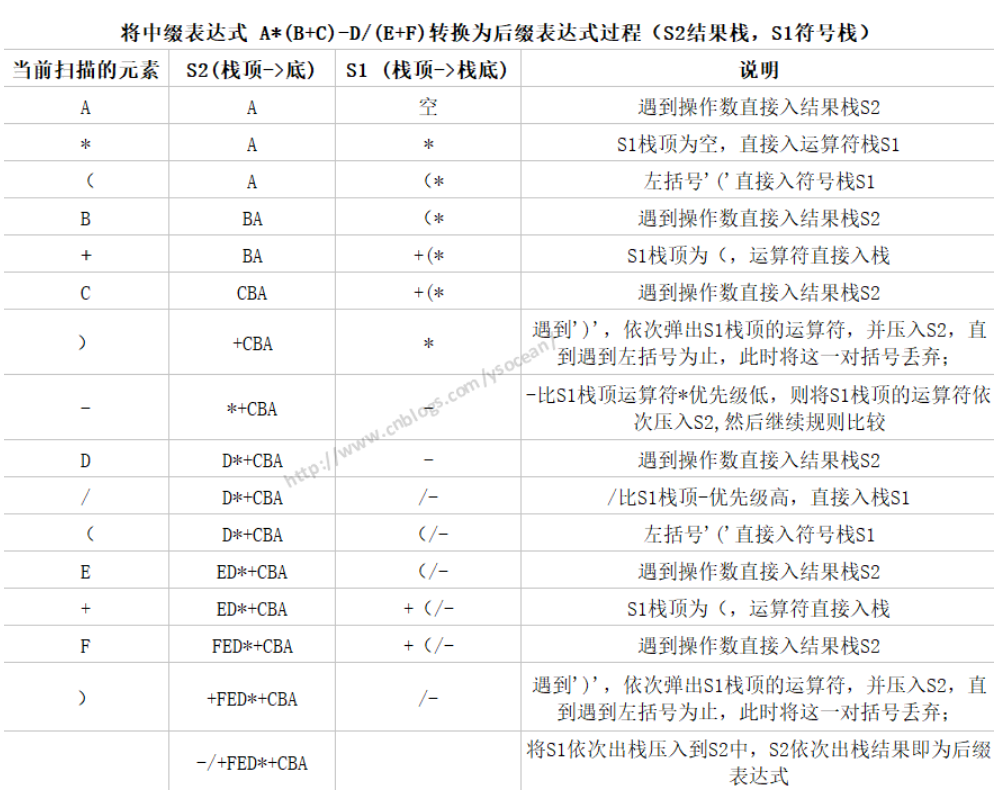 将中缀表达式 A*(B+C)-D/(E+F)转换为后缀表达式过程（S2结果栈，S1符号栈）
当前扫描的元素 S2(栈顶->底) S1 (栈顶->栈底) 说明
A A 空 遇到操作数直接入结果栈S2
* A * S1栈顶为空，直接入运算符栈S1
( A (* 左括号'('直接入符号栈S1
B BA (* 遇到操作数直接入结果栈S2
+ BA +(* S1栈顶为（，运算符直接入栈
C CBA +(* 遇到操作数直接入结果栈S2
) +CBA * 遇到')'，依次弹出S1栈顶的运算符，并压入S2，直
到遇到左括号为止，此时将这一对括号丢弃；
- *+CBA - -比S1栈顶运算符*优先级低，则将S1栈顶的运算符依
次压入S2,然后继续规则比较
D D*+CBA - 遇到操作数直接入结果栈S2
/ D*+CBA /- /比S1栈顶-优先级高，直接入栈S1
( D*+CBA (/- 左括号'('直接入符号栈S1
E ED*+CBA (/- 遇到操作数直接入结果栈S2
+ ED*+CBA +（/- S1栈顶为（，运算符直接入栈
F FED*+CBA +（/- 遇到操作数直接入结果栈S2
) +FED*+CBA /- 遇到')'，依次弹出S1栈顶的运算符，并压入S2，直
到遇到左括号为止，此时将这一对括号丢弃；
-/+FED*+CBA 将S1依次出栈压入到S2中，S2依次出栈结果即为后缀
表达式
http://www.cnblogs.com/ysocean/